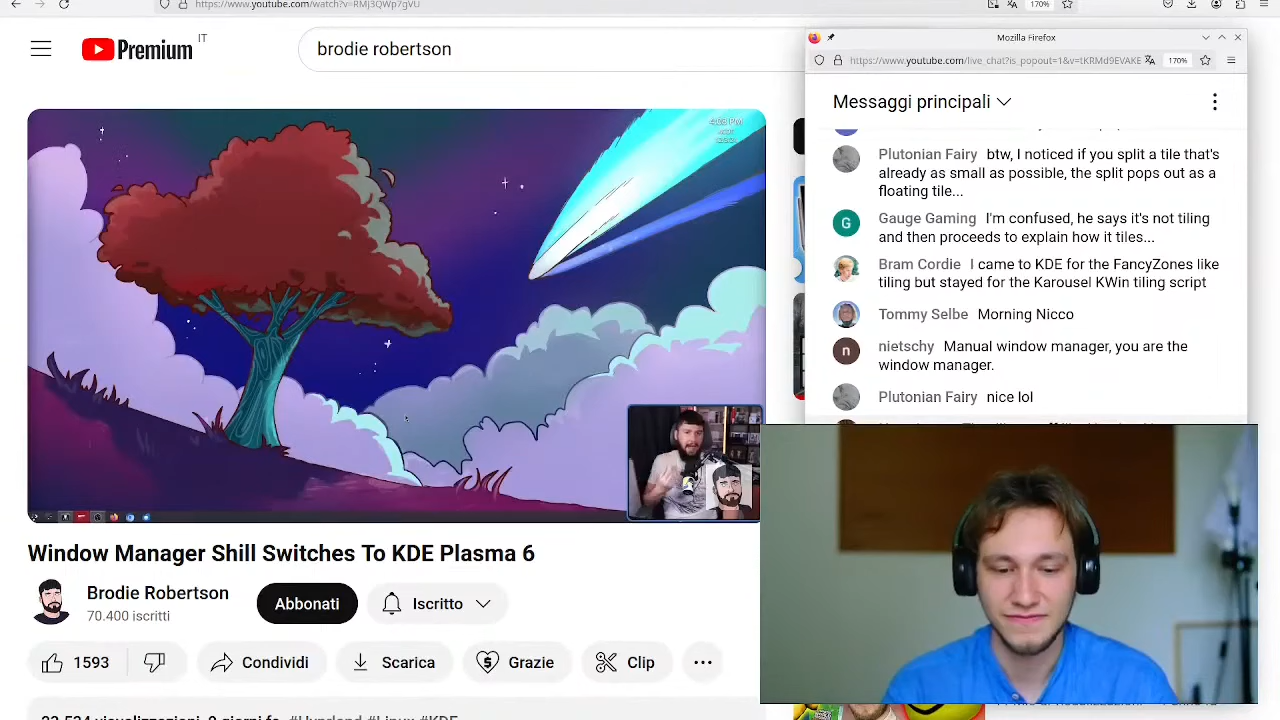 https://www.youtube.com/watch?v=RMJ3QWp7gVU
170%
Premium
IT
brodie robertson
Mozilla Firefox
https://www.youtube.com/live_chat?is_popout=1&v=tKRMd9EVAKE
170%
Messaggi principali
Plutonian Fairy btw, I noticed if you split a tile that's
already as small as possible, the split pops out as a
floating tile...
G
Gauge Gaming I'm confused, he says it's not tiling
and then proceeds to explain how it tiles...
Bram Cordie I came to KDE for the FancyZones like
tiling but stayed for the Karousel KWin tiling script
Tommy Selbe Morning Nicco
n
nietschy Manual window manager, you are the
window manager.
Plutonian Fairy nice lol
Window Manager Shill Switches To KDE Plasma 6
Brodie Robertson
70.400 iscritti
Abbonati
Iscritto
1593
Condividi
Scarica
Grazie
Clip
visualizzazioni
#Hyprland #Linux #KDE